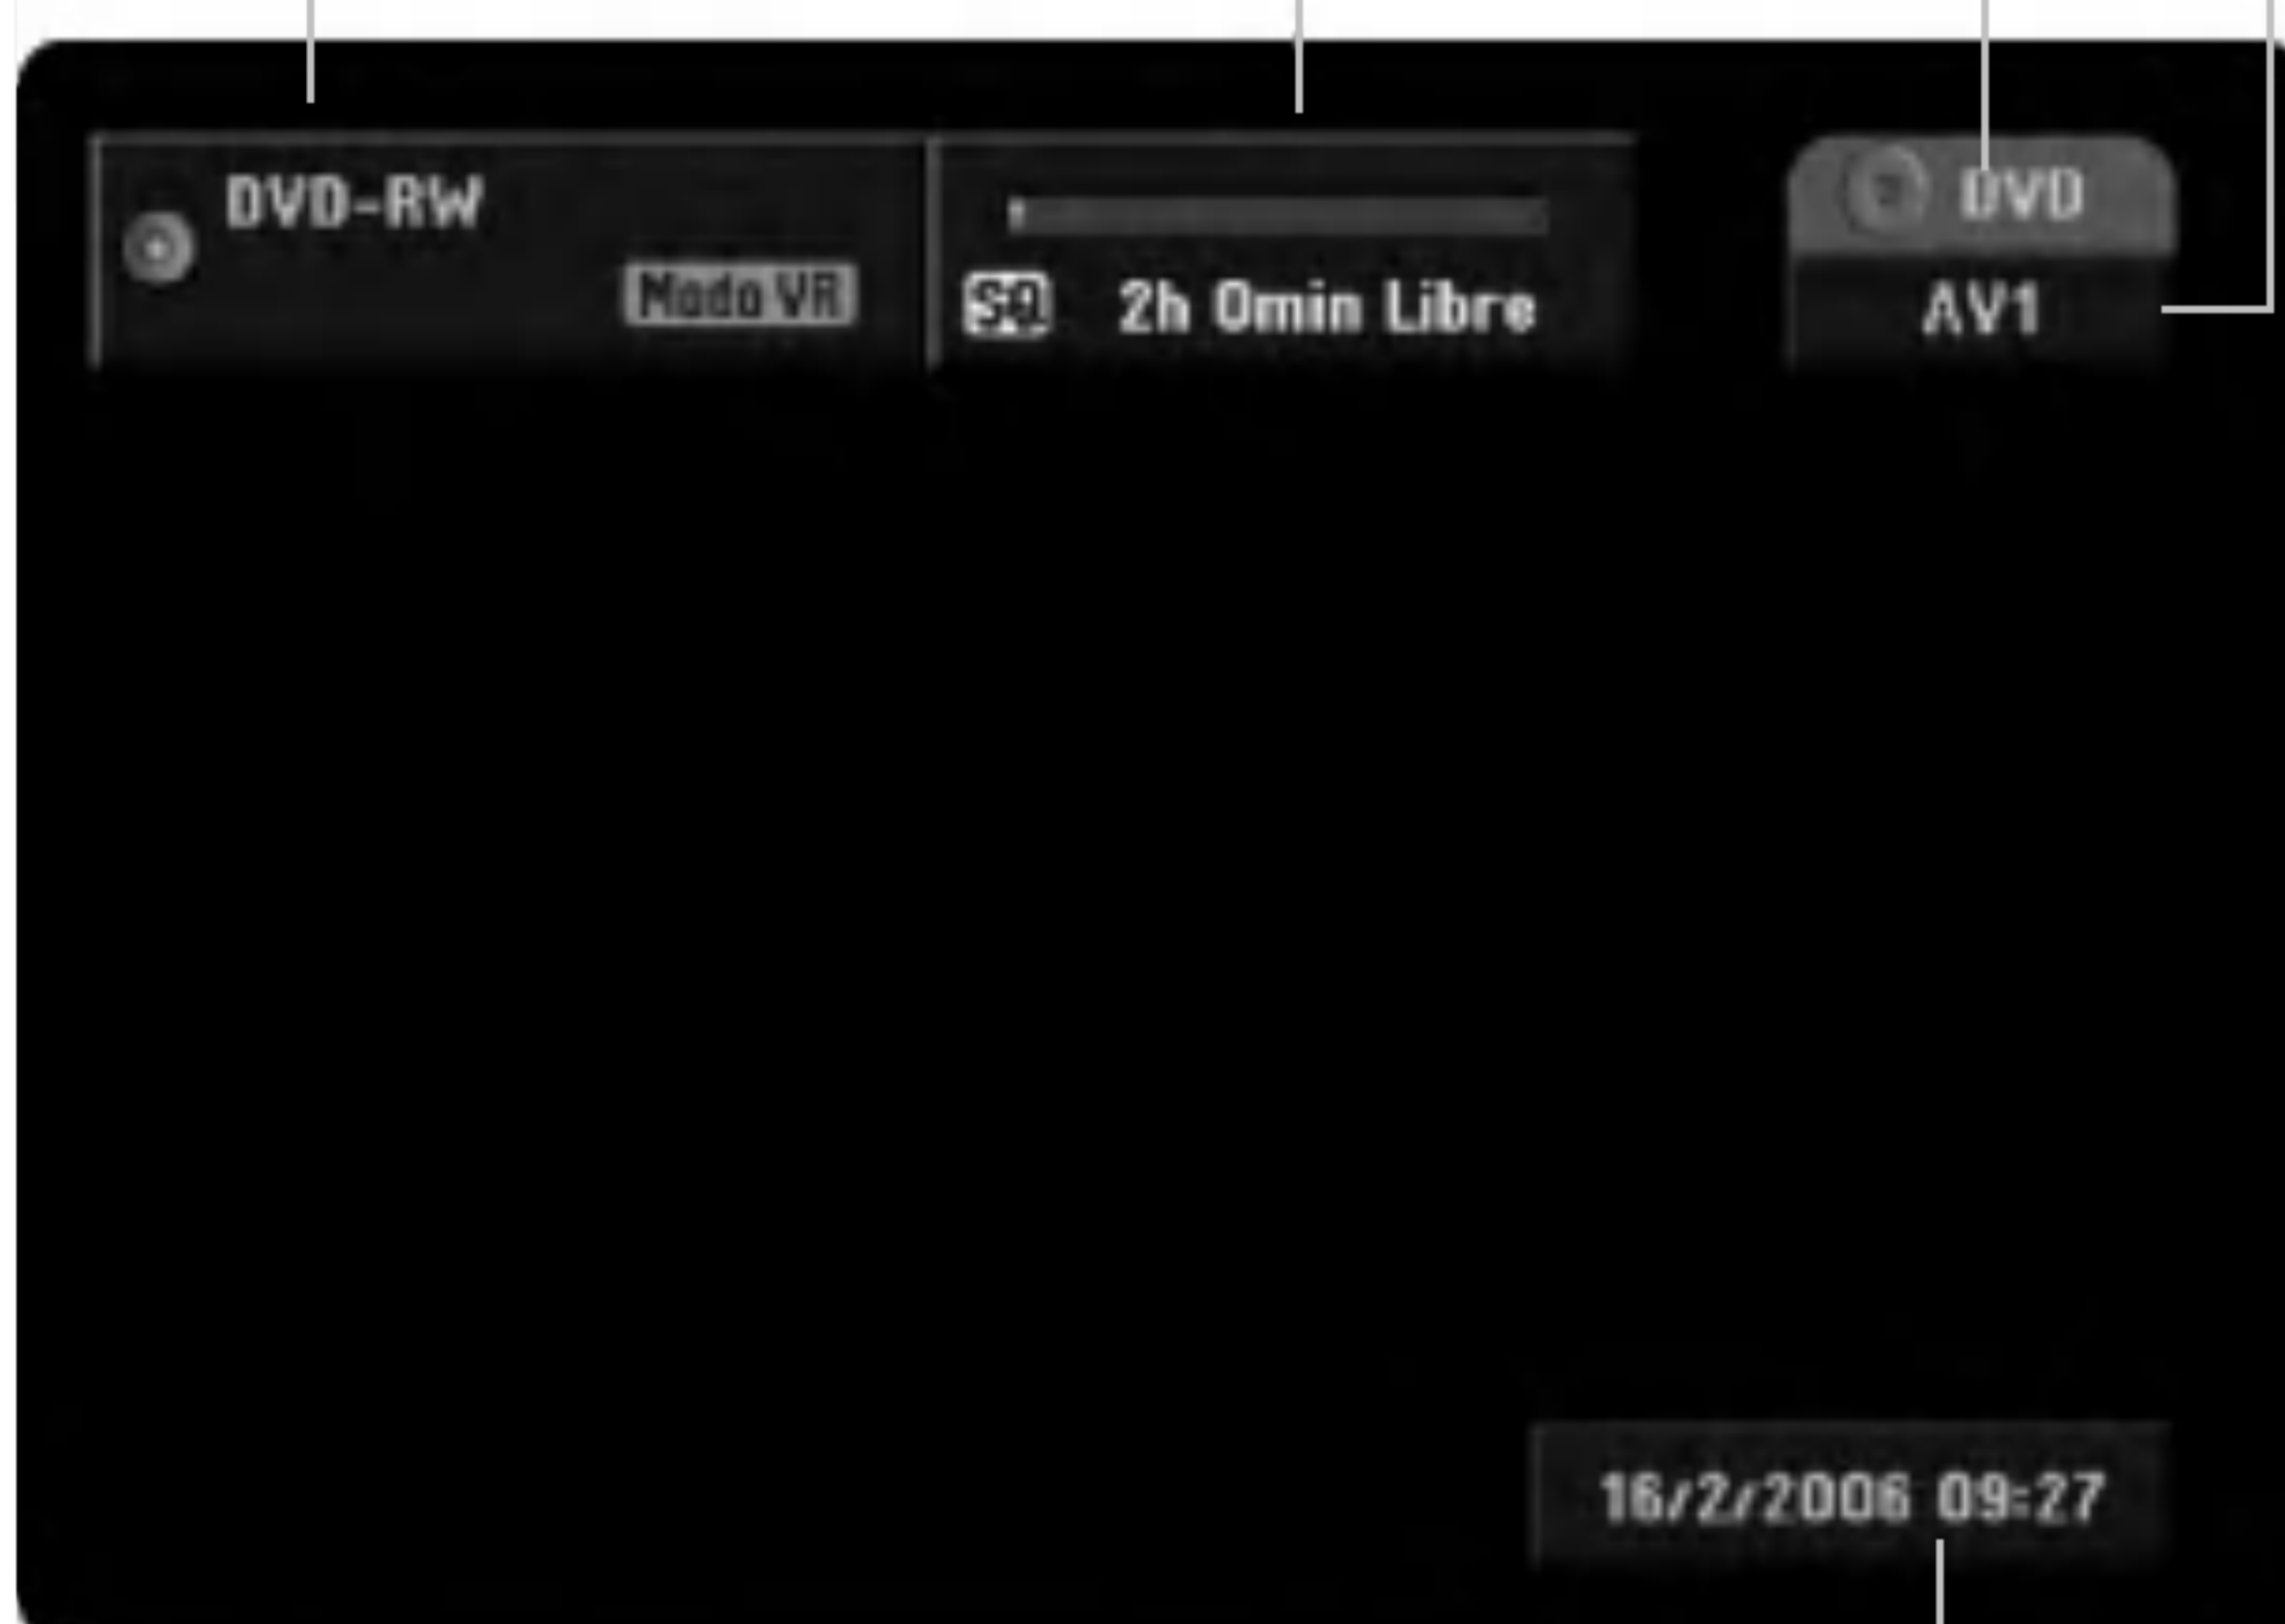 DVD-RW
Modo VR
SQ 2h 0min Libre
DVD
AV1
16/2/2006 09:27